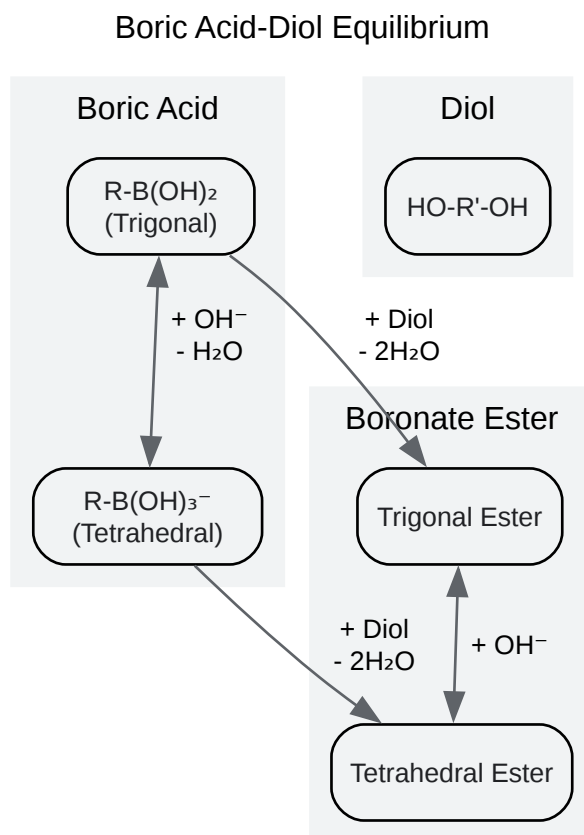 Boric Acid-Diol Equilibrium
Boric Acid
Diol
R-B(OH)₂
(Trigonal)
HO-R'-OH
+ OH⁻
- H₂O
+ Diol
- 2H₂O
Boronate Ester
R-B(OH)₃⁻
(Tetrahedral)
Trigonal Ester
+ Diol
- 2H₂O
+ OH⁻
Tetrahedral Ester